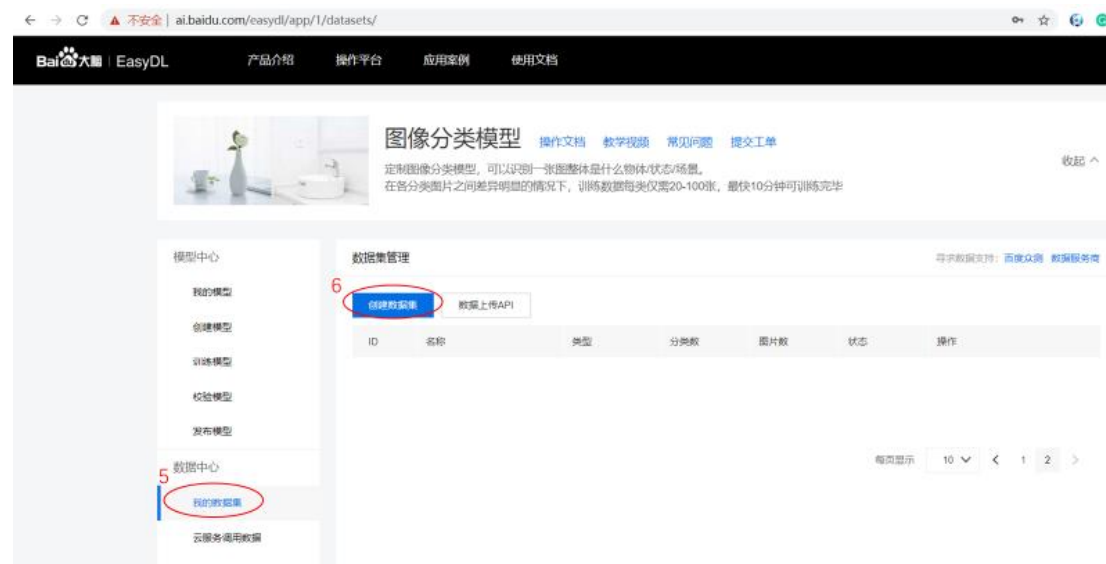 不安全 | ai.baidu.com/easydl/app/1/datasets/
Bai大脑 | EasyDL 产品介绍 操作平台 应用案例 使用文档
图像分类模型 操作文档 教学视频 常见问题 提交工单
定制图像分类模型，可以识别一张图整体是什么物体/状态/场景。
收起
在各分类图片之间差异明显的情况下，训练数据每类仅需20-100张，最快10分钟可训练完毕
模型中心
数据集管理 寻求数据支持：百度众测 数据服务商
我的模型
6
创建数据集 数据上传API
创建模型
ID 名称 类型 分类数 图片数 状态 操作
训练模型
校验模型
发布模型
每页显示 10 1 2
数据中心
5
我的数据集
云服务调用数据